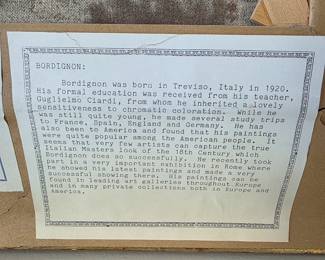 BORDIGNON:
Bordignon was born in Treviso, Italy in 1920.
His formal education was received from his teacher,
Guglielmo Ciardi, from whom he inherited a lovely
sensitiveness to chromatic coloration. While he
was still quite young, he made several study trips
to France, Spain, England and Germany. He has
also been to America and found that his paintings
were quite popular among the American people. It
seems that very few artists can capture the true
Italian Masters look of the 18th Century which
Bordignon does so successfully. He recently took
part in a very important exhibition in Rome where
he showed his latest paintings and made a very
successful showing there. His paintings can be
found in leading art galleries throughout Europe
and in many private collections both in Europe and
America.